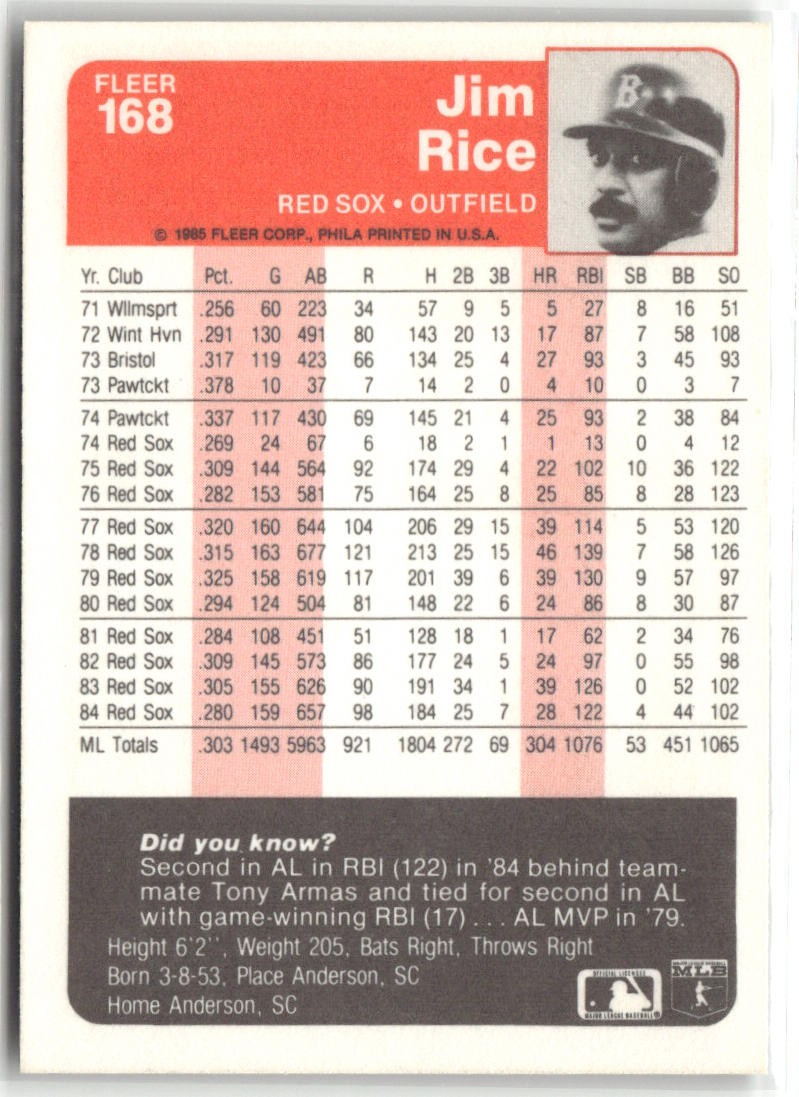 FLEER
168
Jim
Rice
RED SOX • OUTFIELD
© 1985 FLEER CORP., PHILA PRINTED IN U.S.A.
B
Yr. Club Pct. G AB R H 2B 3B HR RBI SB BB SO
71 Wllmsprt .256 60 223 34 57 9 5 5 27 8 16 51
72 Wint Hvn .291 130 491 80 143 20 13 17 87 7 58 108
73 Bristol .317 119 423 66 134 25 4 27 93 3 45 93
73 Pawtckt .378 10 37 7 14 2 0 4 10 0 3 7
74 Pawtckt .337 117 430 69 145 21 4 25 93 2 38 84
74 Red Sox .269 24 67 6 18 2 1 1 13 0 4 12
75 Red Sox .309 144 564 92 174 29 4 22 102 10 36 122
76 Red Sox .282 153 581 75 164 25 8 25 85 8 28 123
77 Red Sox .320 160 644 104 206 29 15 39 114 5 53 120
78 Red Sox .315 163 677 121 213 25 15 46 139 7 58 126
79 Red Sox .325 158 619 117 201 39 6 39 130 9 57 97
80 Red Sox .294 124 504 81 148 22 6 24 86 8 30 87
81 Red Sox .284 108 451 51 128 18 1 17 62 2 34 76
82 Red Sox .309 145 573 86 177 24 5 24 97 0 55 98
83 Red Sox .305 155 626 90 191 34 1 39 126 0 52 102
84 Red Sox .280 159 657 98 184 25 7 28 122 4 44 102
ML Totals .303 1493 5963 921 1804 272 69 304 1076 53 451 1065
Did you know?
Second in AL in RBI (122) in '84 behind team-
mate Tony Armas and tied for second in AL
with game-winning RBI (17) . . . AL MVP in '79.
Height 6'2'', Weight 205, Bats Right, Throws Right
Born 3-8-53, Place Anderson, SC
Home Anderson, SC
OFFICIAL LICENSEE
MAJOR LEAGUE BASEBALL®
MAJOR LEAGUE BASEBALL
MLB